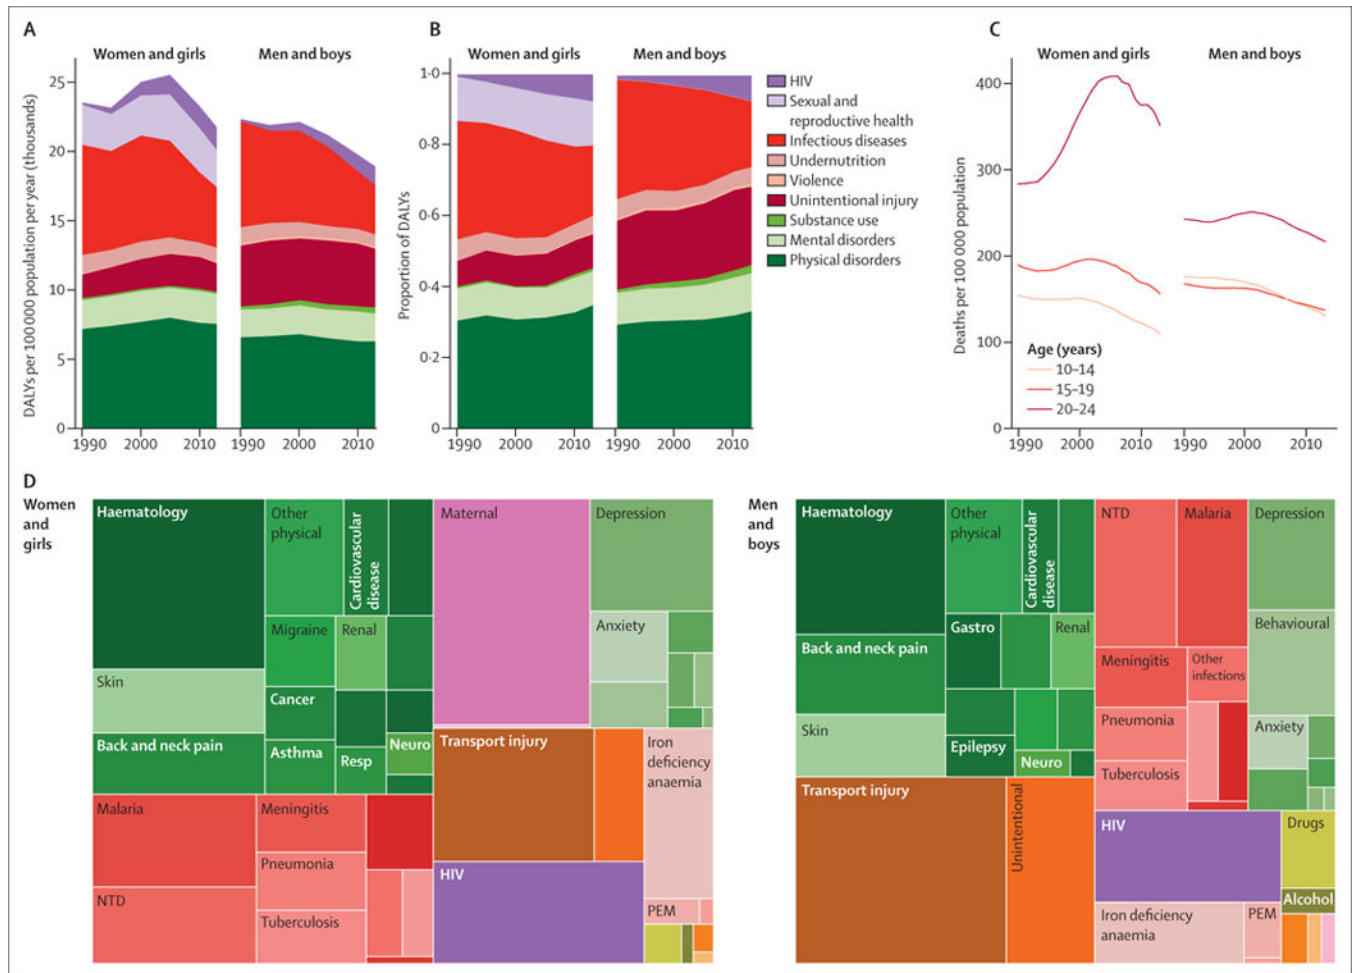 A
Women and girls
Men and boys
DALYs per 100 000 population per year (thousands)
25
20
15
10
5
0
1990
2000
2010
1990
2000
2010
B
Women and girls
Men and boys
Proportion of DALYs
1·0
0·8
0·6
0·4
0·2
0
1990
2000
2010
1990
2000
2010
HIV
Sexual and
reproductive health
Infectious diseases
Undernutrition
Violence
Unintentional injury
Substance use
Mental disorders
Physical disorders
C
Women and girls
Men and boys
Deaths per 100 000 population
400
300
200
100
0
Age (years)
10–14
15–19
20–24
1990
2000
2010
1990
2000
2010
D
Women
and
girls
Haematology
Skin
Back and neck pain
Other
physical
Cardiovascular
disease
Migraine
Renal
Cancer
Asthma
Resp
Neuro
Malaria
NTD
Meningitis
Pneumonia
Tuberculosis
Maternal
Transport injury
HIV
Depression
Anxiety
Iron
deficiency
anaemia
PEM
Men
and
boys
Haematology
Back and neck pain
Skin
Other
physical
Cardiovascular
disease
Gastro
Renal
Epilepsy
Neuro
Transport injury
Unintentional
NTD
Malaria
Meningitis
Other
infections
Pneumonia
Tuberculosis
HIV
Iron deficiency
anaemia
PEM
Depression
Behavioural
Anxiety
Drugs
Alcohol